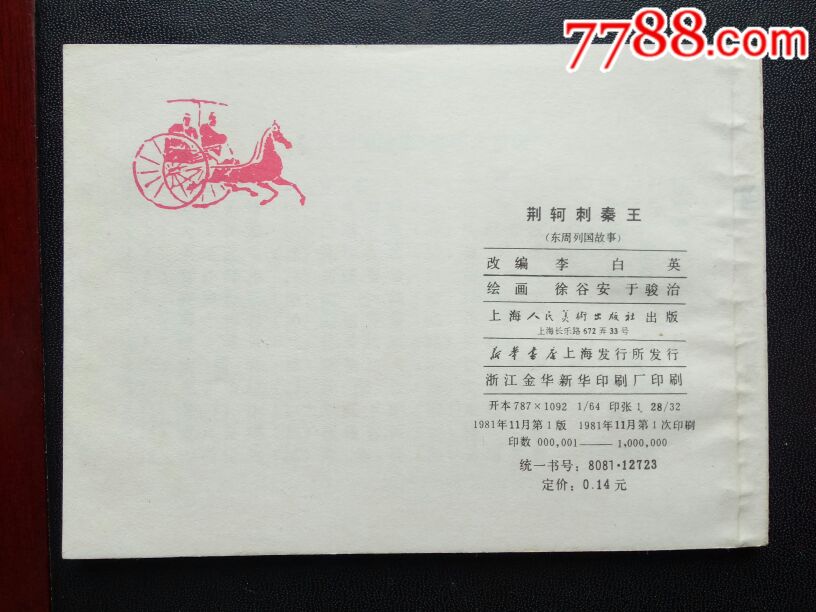 7788.com
荆轲刺秦王
(东周列国故事)
改编 李白英
绘画 徐谷安 于骏治
上海人民美術出版社 出版
上海长乐路672弄33号
新华书店上海发行所发行
浙江金华新华印刷厂印刷
开本787×1092 1/64 印张1 28/32
1981年11月第1版 1981年11月第1次印刷
印数 000,001——1,000,000
统一书号: 8081·12723
定价: 0.14元